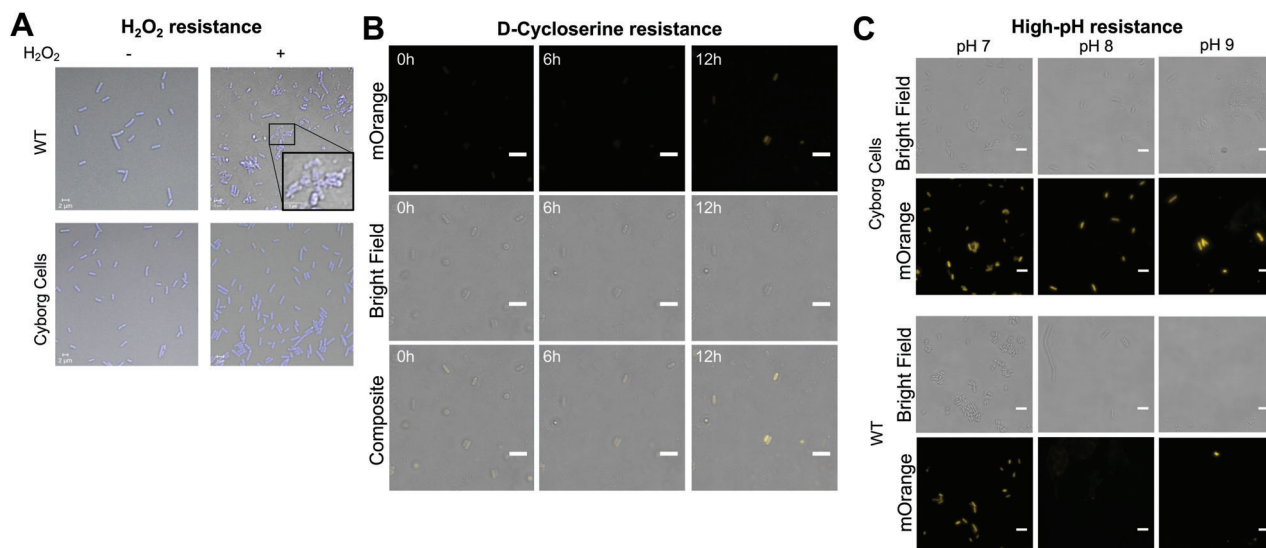 A
H₂O₂ resistance
H₂O₂ - +
WT
2 µm
Cyborg Cells
2 µm
B
D-Cycloserine resistance
mOrange
0h 6h 12h
Bright Field
0h 6h 12h
Composite
0h 6h 12h
C
High-pH resistance
pH 7 pH 8 pH 9
Cyborg Cells
Bright Field
mOrange
WT
Bright Field
mOrange